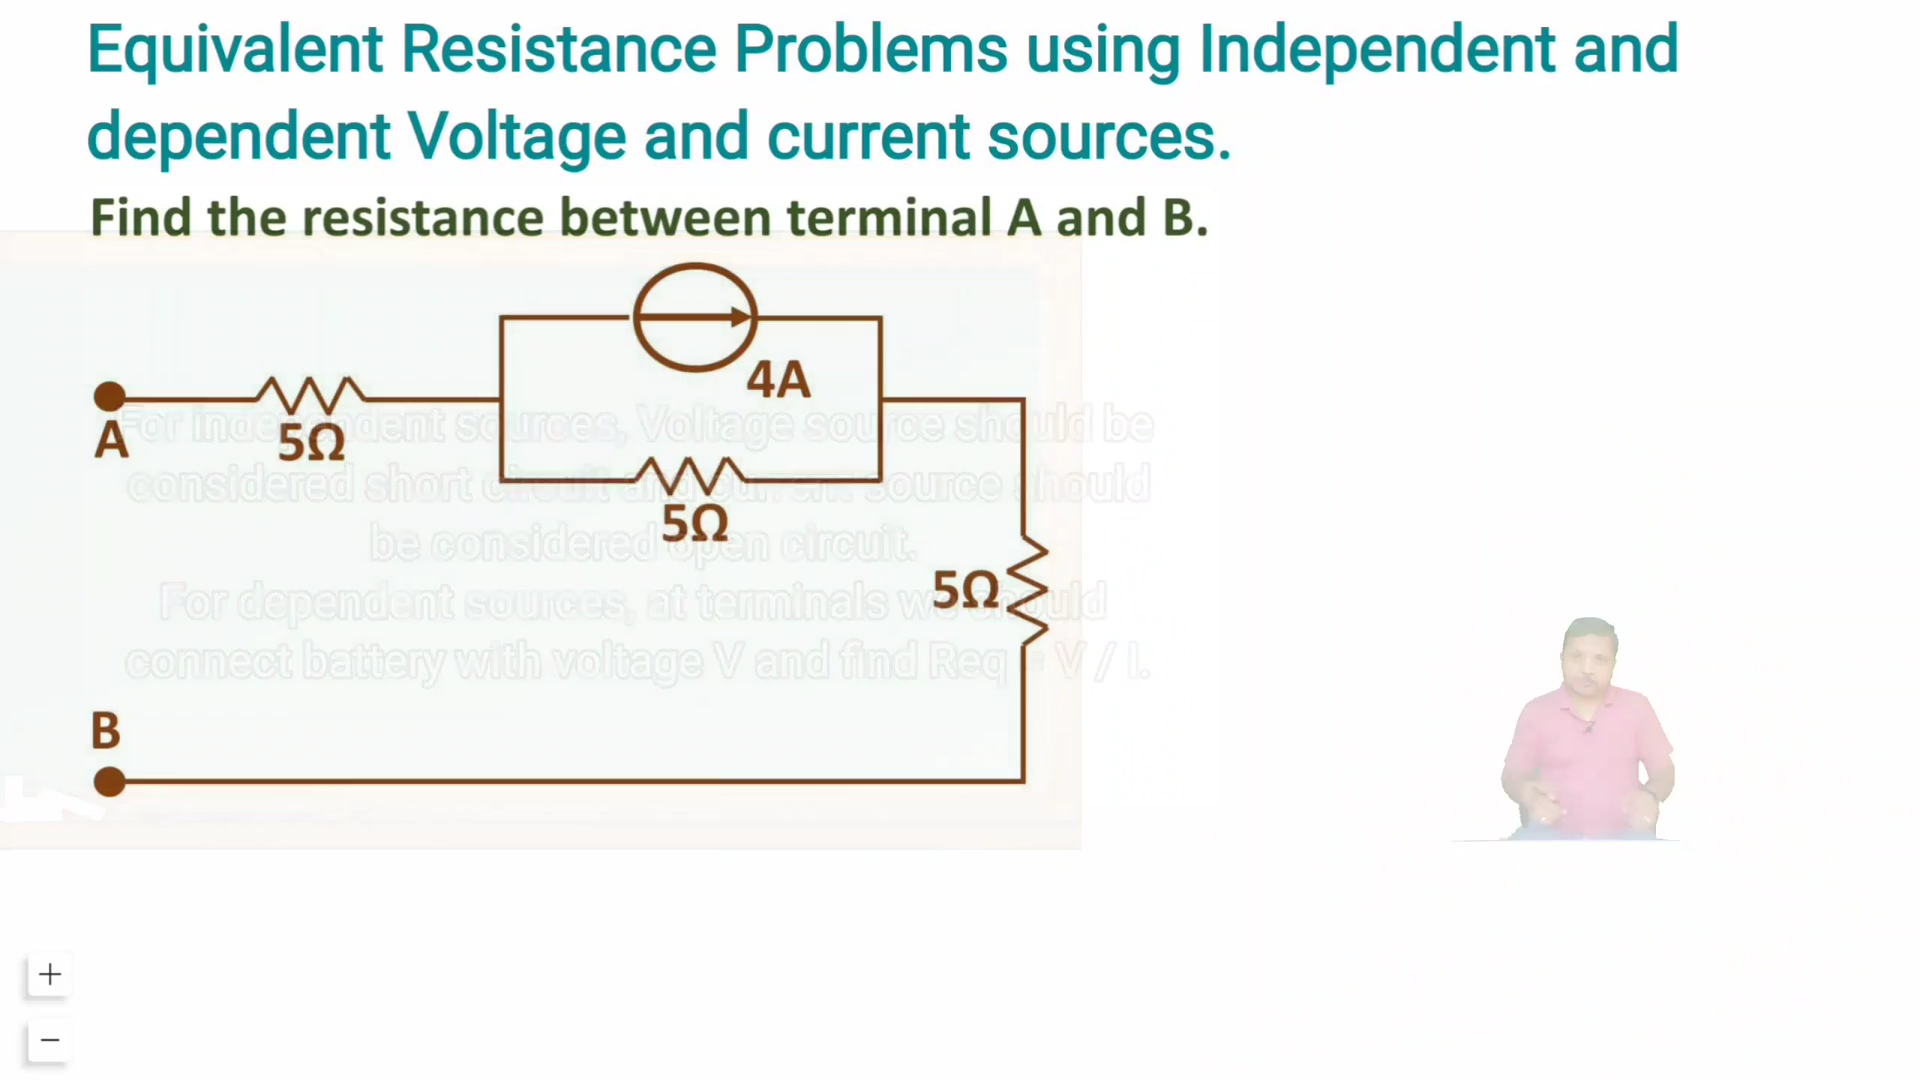 Equivalent Resistance Problems using Independent and
dependent Voltage and current sources.
Find the resistance between terminal A and B.
4A
A
5Ω
For independent sources, Voltage source should be
considered short circuit and current source should
5Ω
be considered open circuit.
5Ω
For dependent sources, at terminals we should
connect battery with voltage V and find Req = V / I.
B
+
−